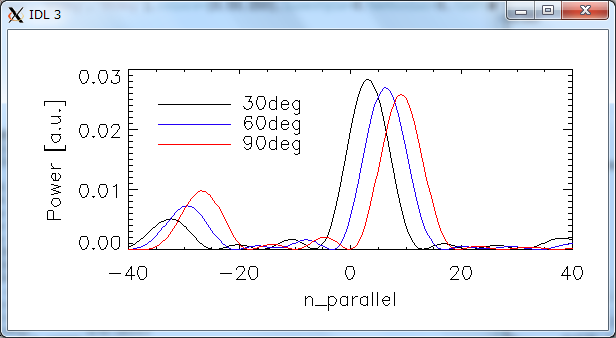 IDL 3
0.03
0.02
0.01
0.00
Power [a.u.]
30deg
60deg
90deg
−40 −20 0 20 40
n_parallel